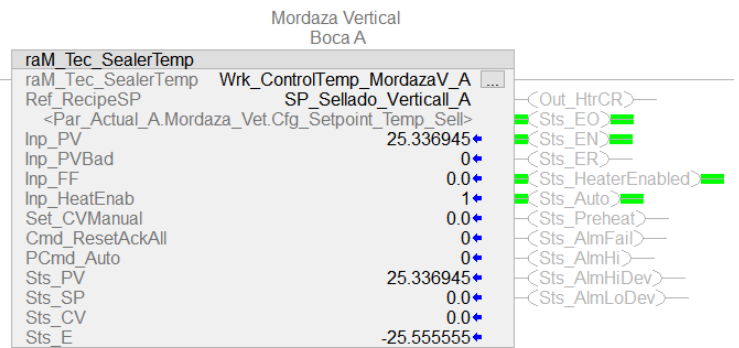 Mordaza Vertical
Boca A
raM_Tec_SealerTemp
raM_Tec_SealerTemp Wrk_ControlTemp_MordazaV_A ...
Ref_RecipeSP SP_Sellado_Verticall_A Out_HtrCR
<Par_Actual_A.Mordaza_Vet.Cfg_Setpoint_Temp_Sell> Sts_EO
Inp_PV 25.336945 Sts_EN
Inp_PVBad 0 Sts_ER
Inp_FF 0.0 Sts_HeaterEnabled
Inp_HeatEnab 1 Sts_Auto
Set_CVManual 0.0 Sts_Preheat
Cmd_ResetAckAll 0 Sts_AlmFail
PCmd_Auto 0 Sts_AlmHi
Sts_PV 25.336945 Sts_AlmHiDev
Sts_SP 0.0 Sts_AlmLoDev
Sts_CV 0.0
Sts_E -25.555555